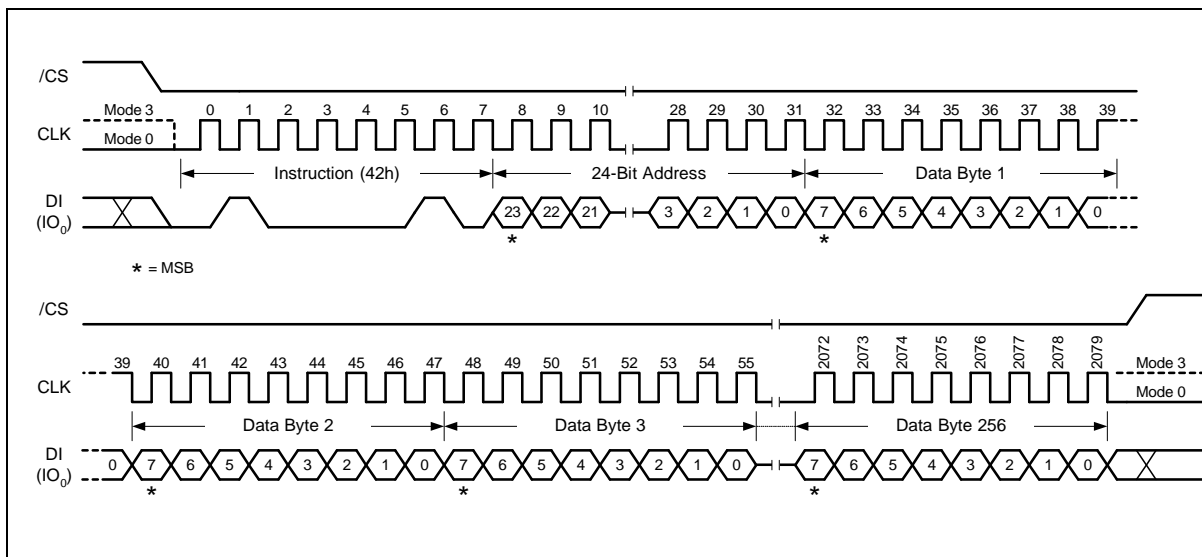 /CS
Mode 3 0 1 2 3 4 5 6 7 8 9 10 28 29 30 31 32 33 34 35 36 37 38 39
CLK Mode 0
Instruction (42h) 24-Bit Address Data Byte 1
DI
(IO0) 23 22 21 3 2 1 0 7 6 5 4 3 2 1 0
* *
* = MSB
/CS
39 40 41 42 43 44 45 46 47 48 49 50 51 52 53 54 55 2072 2073 2074 2075 2076 2077 2078 2079 Mode 3
CLK Mode 0
Data Byte 2 Data Byte 3 Data Byte 256
DI
(IO0) 0 7 6 5 4 3 2 1 0 7 6 5 4 3 2 1 0 7 6 5 4 3 2 1 0
* * *